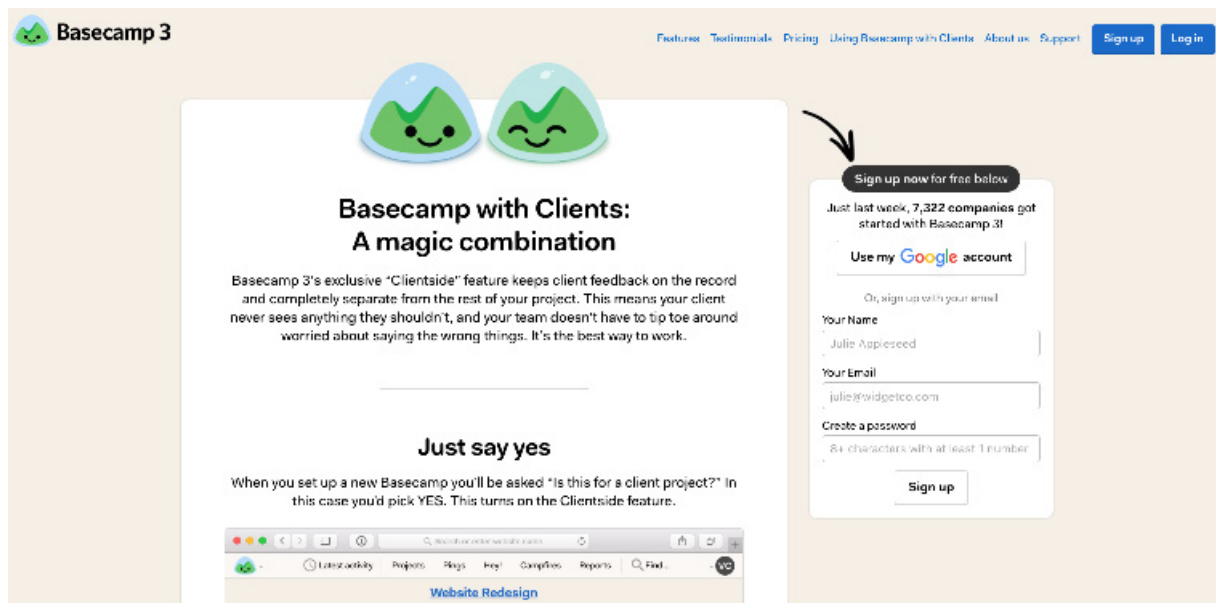 Basecamp 3
Features Testimonials Pricing Using Basecamp with Clients About us Support Sign up Log in
Basecamp with Clients:
A magic combination
Basecamp 3's exclusive "Clientside" feature keeps client feedback on the record
and completely separate from the rest of your project. This means your client
never sees anything they shouldn't, and your team doesn't have to tip toe around
worried about saying the wrong things. It's the best way to work.
Just say yes
When you set up a new Basecamp you'll be asked "Is this for a client project?" In
this case you'd pick YES. This turns on the Clientside feature.
Search or enter website name
Latest activity Projects Pings Hey! Campfires Reports Find... VC
Website Redesign
Sign up now for free below
Just last week, 7,322 companies got
started with Basecamp 3!
Use my Google account
Or, sign up with your email
Your Name
Julie Appleseed
Your Email
julie@widgetco.com
Create a password
8+ characters with at least 1 number
Sign up